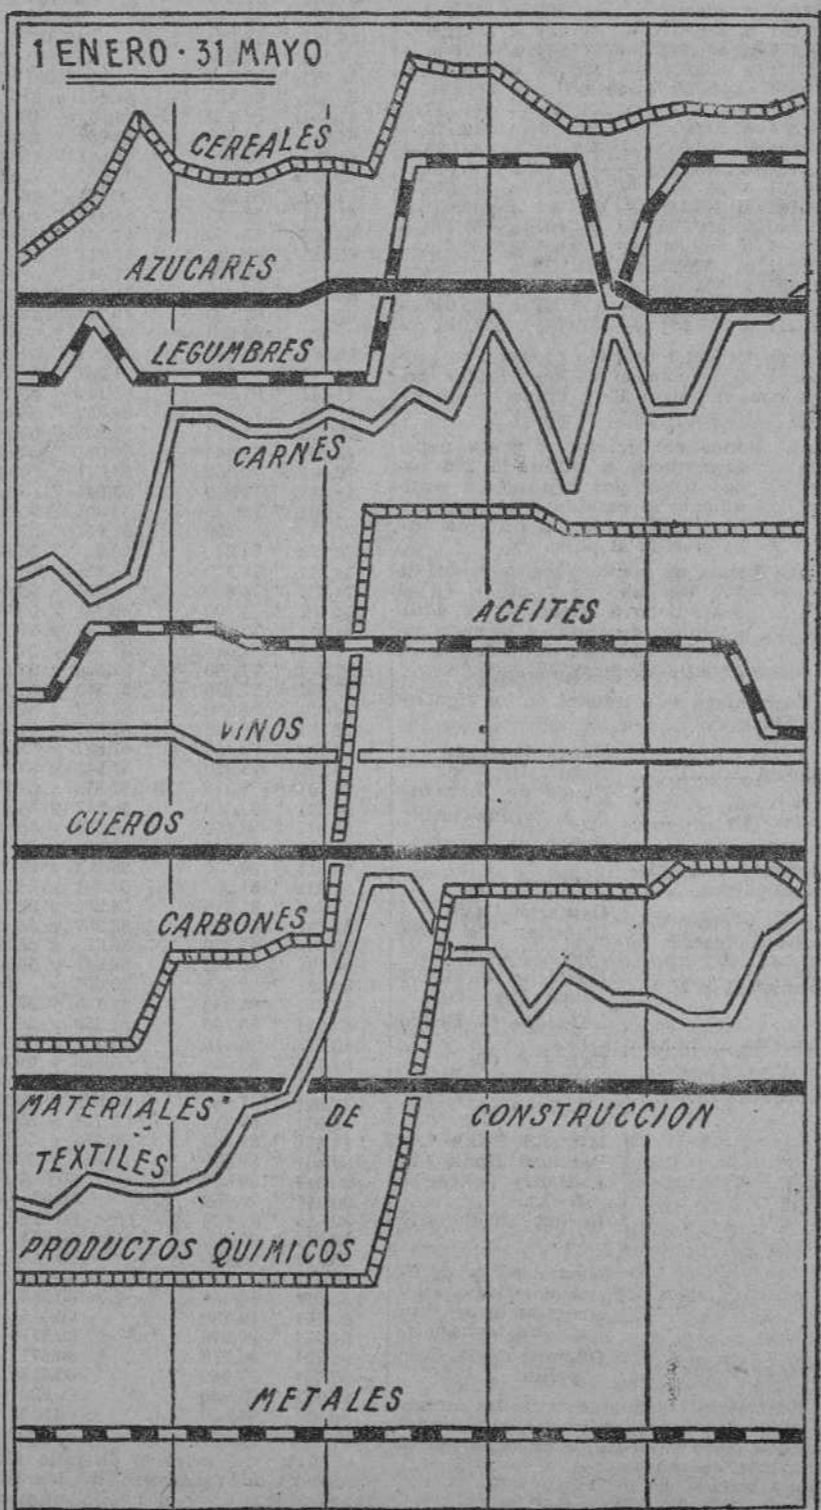 1 ENERO · 31 MAYO
CEREALES
AZUCARES
LEGUMBRES
CARNES
ACEITES
VINOS
CUEROS
CARBONES
MATERIALES DE CONSTRUCCION
TEXTILES
PRODUCTOS QUIMICOS
METALES